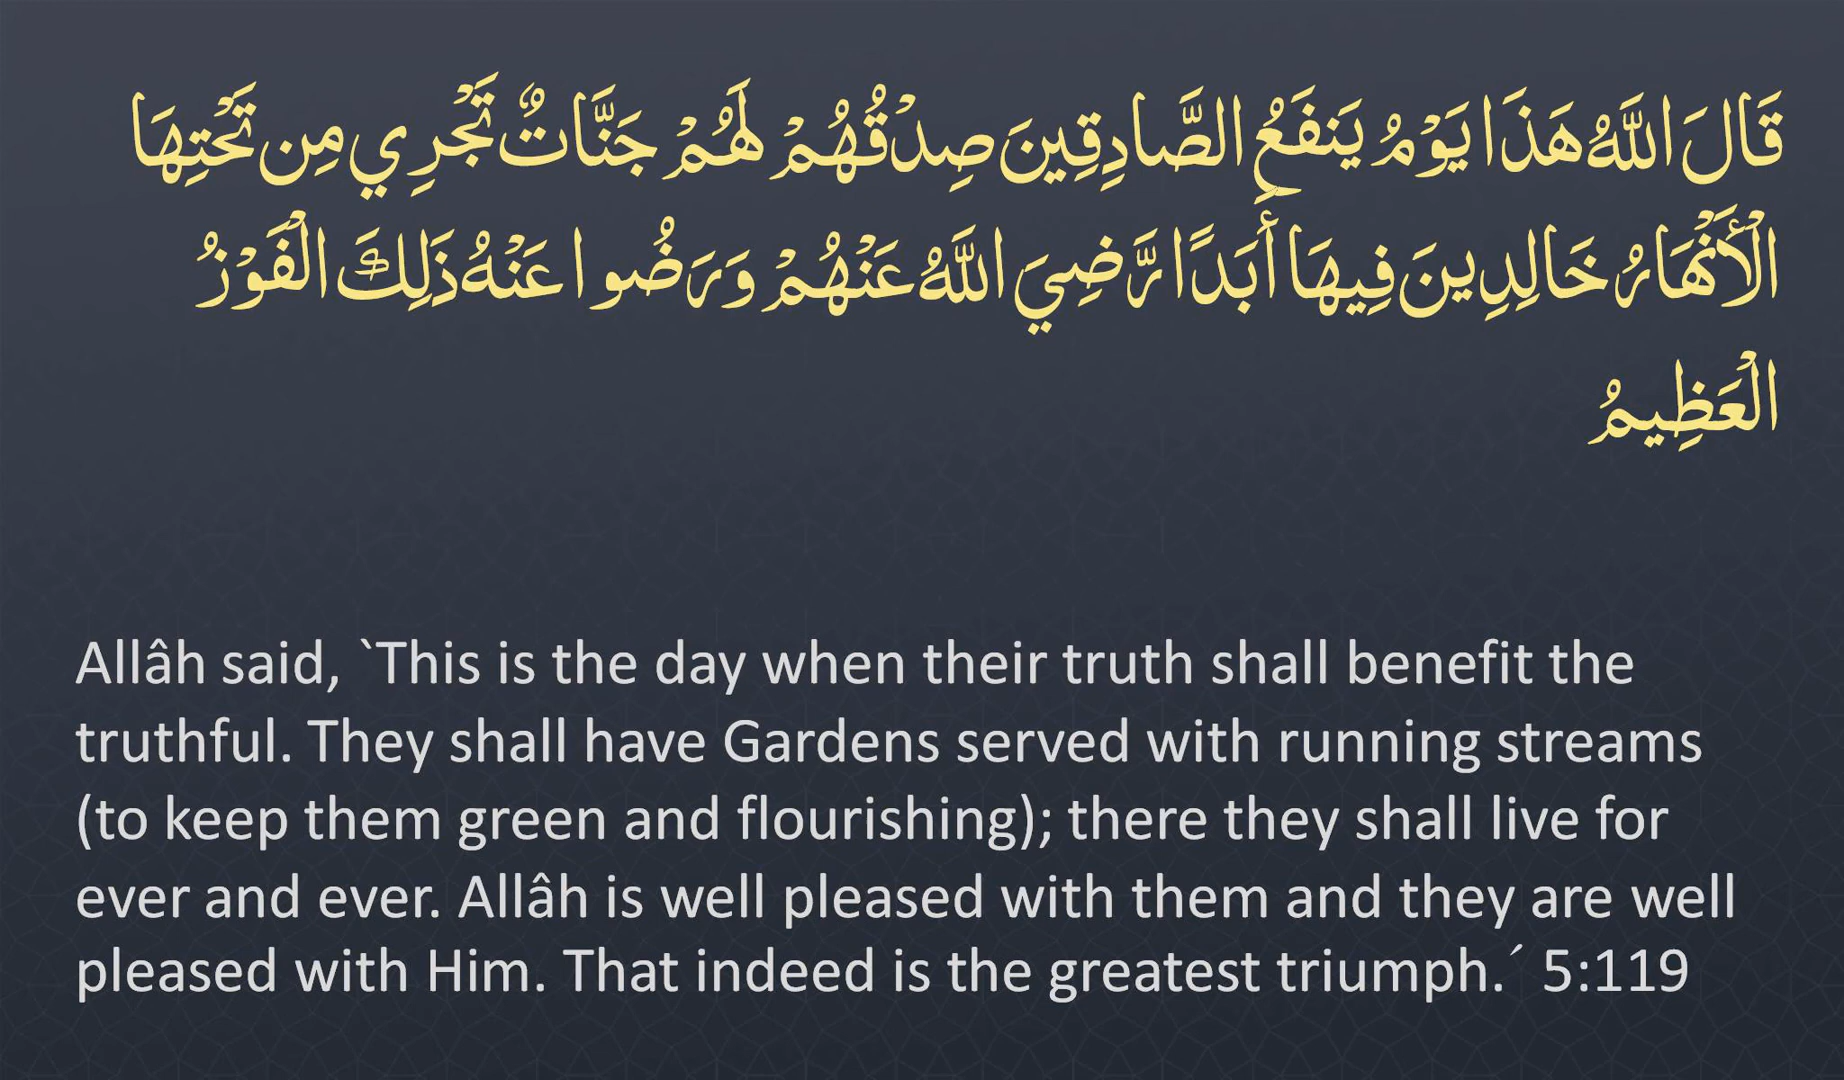 قَالَ اللَّهُ هَذَا يَوْمُ يَنفَعُ الصَّادِقِينَ صِدْقُهُمْ لَهُمْ جَنَّاتٌ تَجْرِي مِن تَحْتِهَا
الْأَنْهَارُ خَالِدِينَ فِيهَا أَبَدًا رَّضِيَ اللَّهُ عَنْهُمْ وَرَضُوا عَنْهُ ذَلِكَ الْفَوْزُ
الْعَظِيمُ
Allâh said, `This is the day when their truth shall benefit the
truthful. They shall have Gardens served with running streams
(to keep them green and flourishing); there they shall live for
ever and ever. Allâh is well pleased with them and they are well
pleased with Him. That indeed is the greatest triumph.´ 5:119